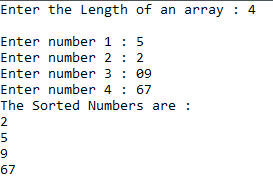 Enter the Length of an array : 4
Enter number 1 : 5
Enter number 2 : 2
Enter number 3 : 09
Enter number 4 : 67
The Sorted Numbers are :
2
5
9
67